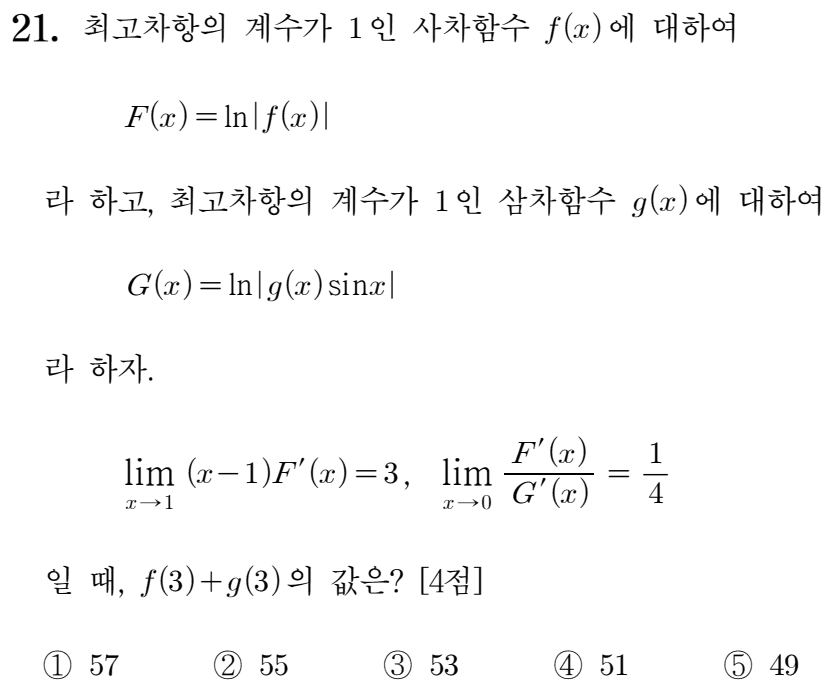 21. 최고차항의 계수가 1인 사차함수 f(x)에 대하여
F(x)=ln|f(x)|
라 하고, 최고차항의 계수가 1인 삼차함수 g(x)에 대하여
G(x)=ln|g(x)sinx|
라 하자.
lim_{x→1} (x-1)F′(x)=3, lim_{x→0} F′(x)/G′(x) = 1/4
일 때, f(3)+g(3)의 값은? [4점]
① 57 ② 55 ③ 53 ④ 51 ⑤ 49